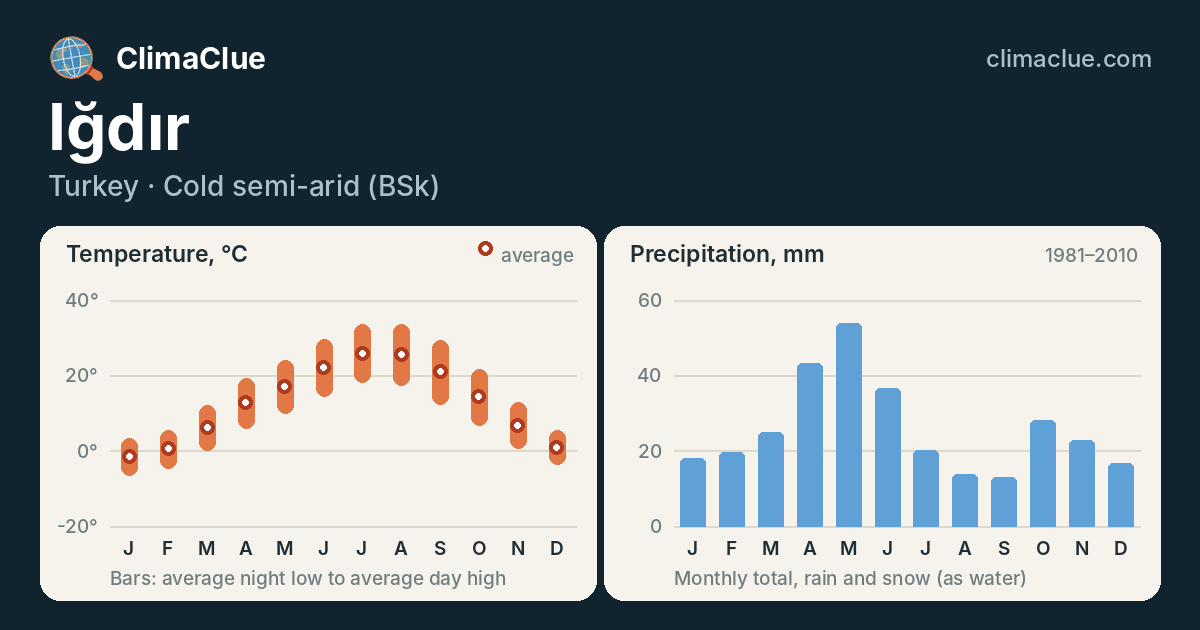 ClimaClue
climaclue.com
Iğdır
Turkey · Cold semi-arid (BSk)
Temperature, °C
average
40°
20°
0°
-20°
J F M A M J J A S O N D
Bars: average night low to average day high
Precipitation, mm
1981–2010
60
40
20
0
J F M A M J J A S O N D
Monthly total, rain and snow (as water)